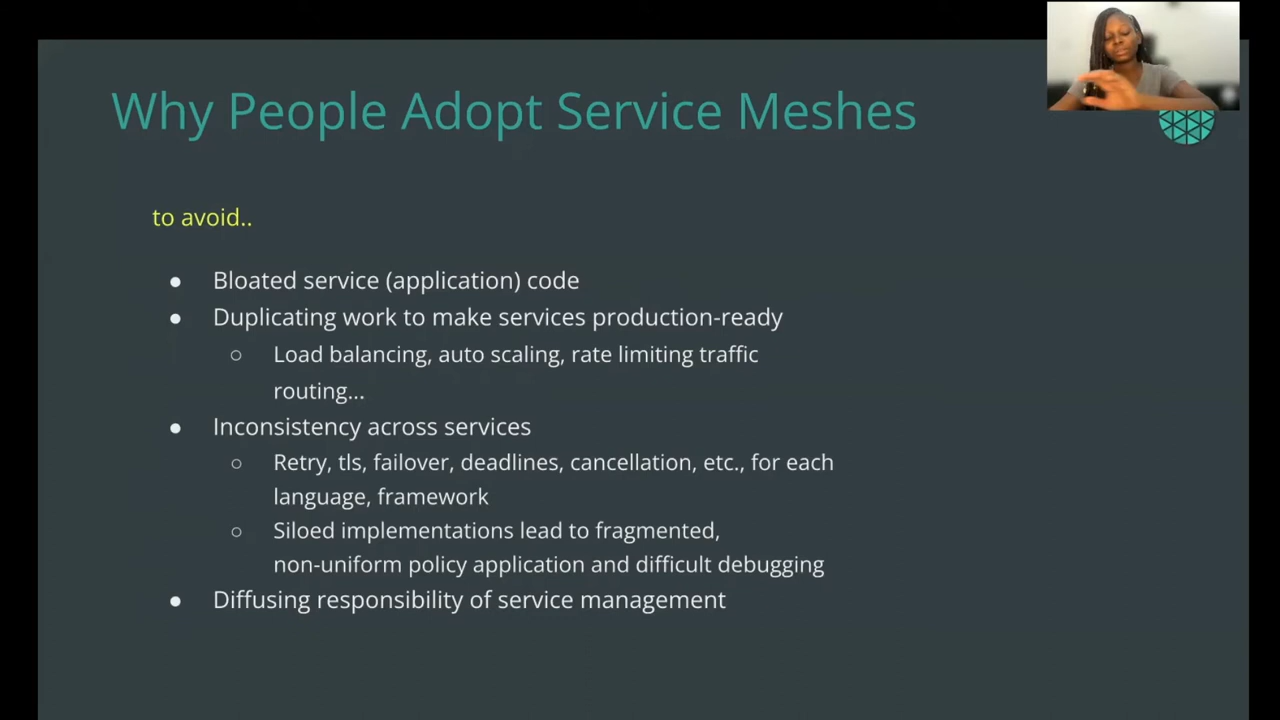 Why People Adopt Service Meshes
to avoid..
● Bloated service (application) code
● Duplicating work to make services production-ready
○ Load balancing, auto scaling, rate limiting traffic
routing...
● Inconsistency across services
○ Retry, tls, failover, deadlines, cancellation, etc., for each
language, framework
○ Siloed implementations lead to fragmented,
non-uniform policy application and difficult debugging
● Diffusing responsibility of service management